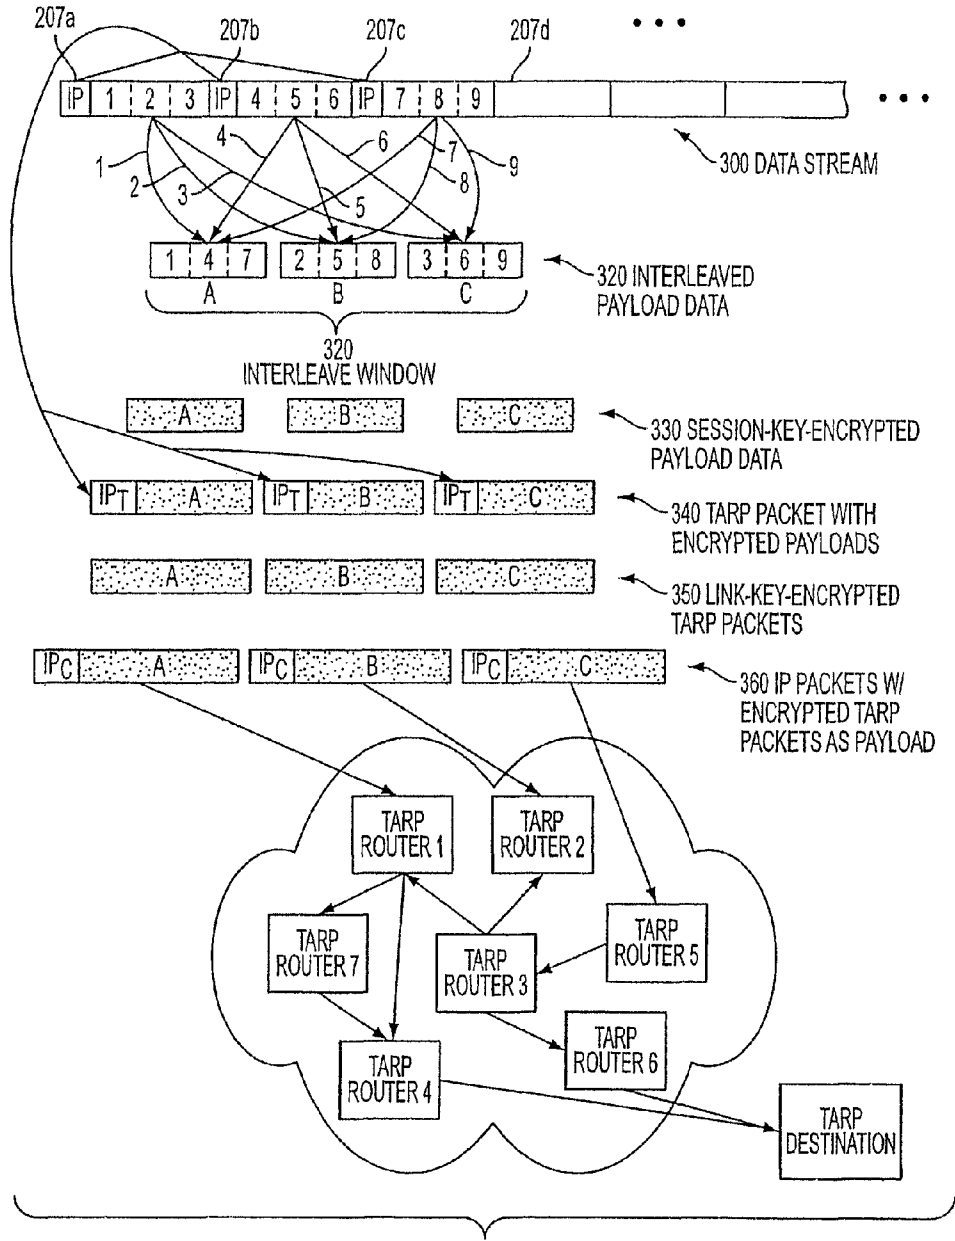 207a 207b 207c 207d
IP 1 2 3 IP 4 5 6 IP 7 8 9
1 2 3 4 5 6 7 8 9
300 DATA STREAM
1 4 7 2 5 8 3 6 9
A B C
320 INTERLEAVED
PAYLOAD DATA
320
INTERLEAVE WINDOW
A B C
330 SESSION-KEY-ENCRYPTED
PAYLOAD DATA
IPT A IPT B IPT C
340 TARP PACKET WITH
ENCRYPTED PAYLOADS
A B C
350 LINK-KEY-ENCRYPTED
TARP PACKETS
IPC A IPC B IPC C
360 IP PACKETS W/
ENCRYPTED TARP
PACKETS AS PAYLOAD
TARP
ROUTER 1
TARP
ROUTER 2
TARP
ROUTER 7
TARP
ROUTER 3
TARP
ROUTER 5
TARP
ROUTER 4
TARP
ROUTER 6
TARP
DESTINATION